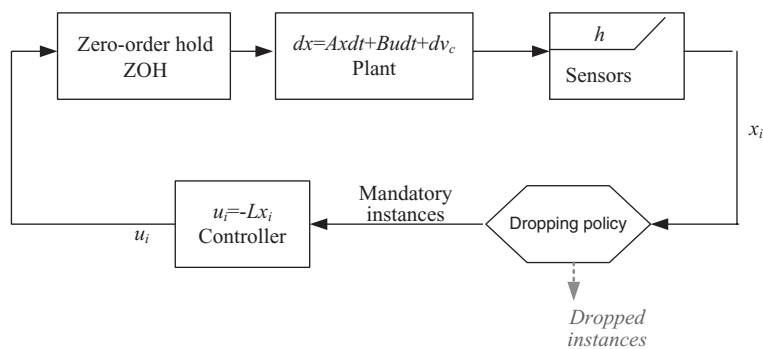 Zero-order hold
ZOH
dx=Axdt+Budt+dv_c
Plant
h
Sensors
x_i
Mandatory
instances
Dropping policy
u_i=-Lx_i
Controller
u_i
Dropped
instances